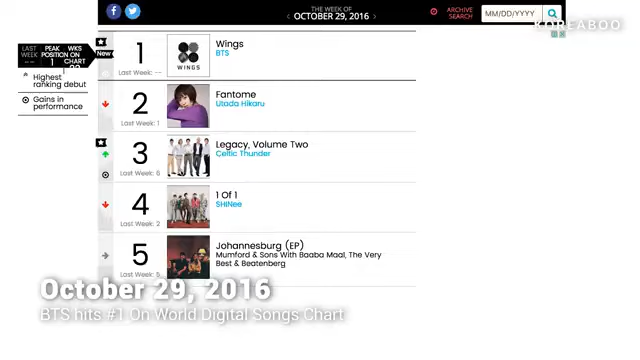 THE WEEK OF
OCTOBER 29, 2016
ARCHIVE
SEARCH
MM/DD/YYYY
KOREABOO
LAST WEEK
--
PEAK POSITION
1
WKS ON CHART
22
New
Highest ranking debut
Gains in performance
1
Last Week: --
WINGS
Wings
BTS
2
Last Week: 1
Fantome
Utada Hikaru
3
Last Week: 6
Legacy, Volume Two
Celtic Thunder
4
Last Week: 2
1 Of 1
SHINee
5
Last Week: 5
Johannesburg (EP)
Mumford & Sons With Baaba Maal, The Very
Best & Beatenberg
October 29, 2016
BTS hits #1 On World Digital Songs Chart